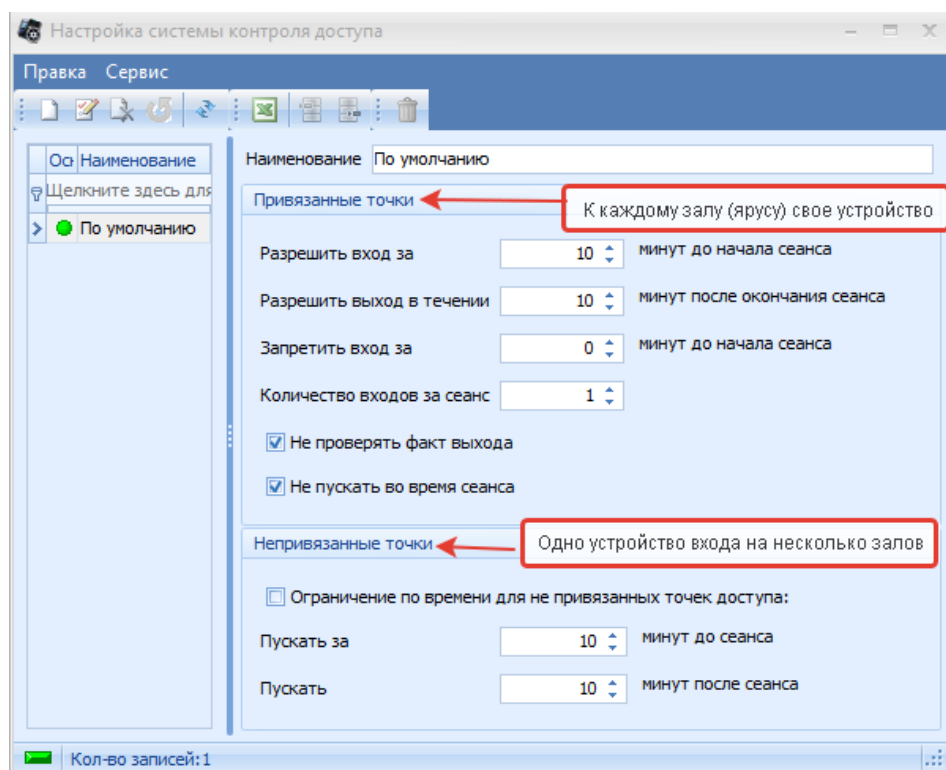 Настройка системы контроля доступа
Правка Сервис
Наименование По умолчанию
Ос Наименование
Щелкните здесь для
По умолчанию
Привязанные точки
К каждому залу (ярусу) свое устройство
Разрешить вход за 10 минут до начала сеанса
Разрешить выход в течении 10 минут после окончания сеанса
Запретить вход за 0 минут до начала сеанса
Количество входов за сеанс 1
Не проверять факт выхода
Не пускать во время сеанса
Непривязанные точки
Одно устройство входа на несколько залов
Ограничение по времени для не привязанных точек доступа:
Пускать за 10 минут до сеанса
Пускать 10 минут после сеанса
Кол-во записей:1